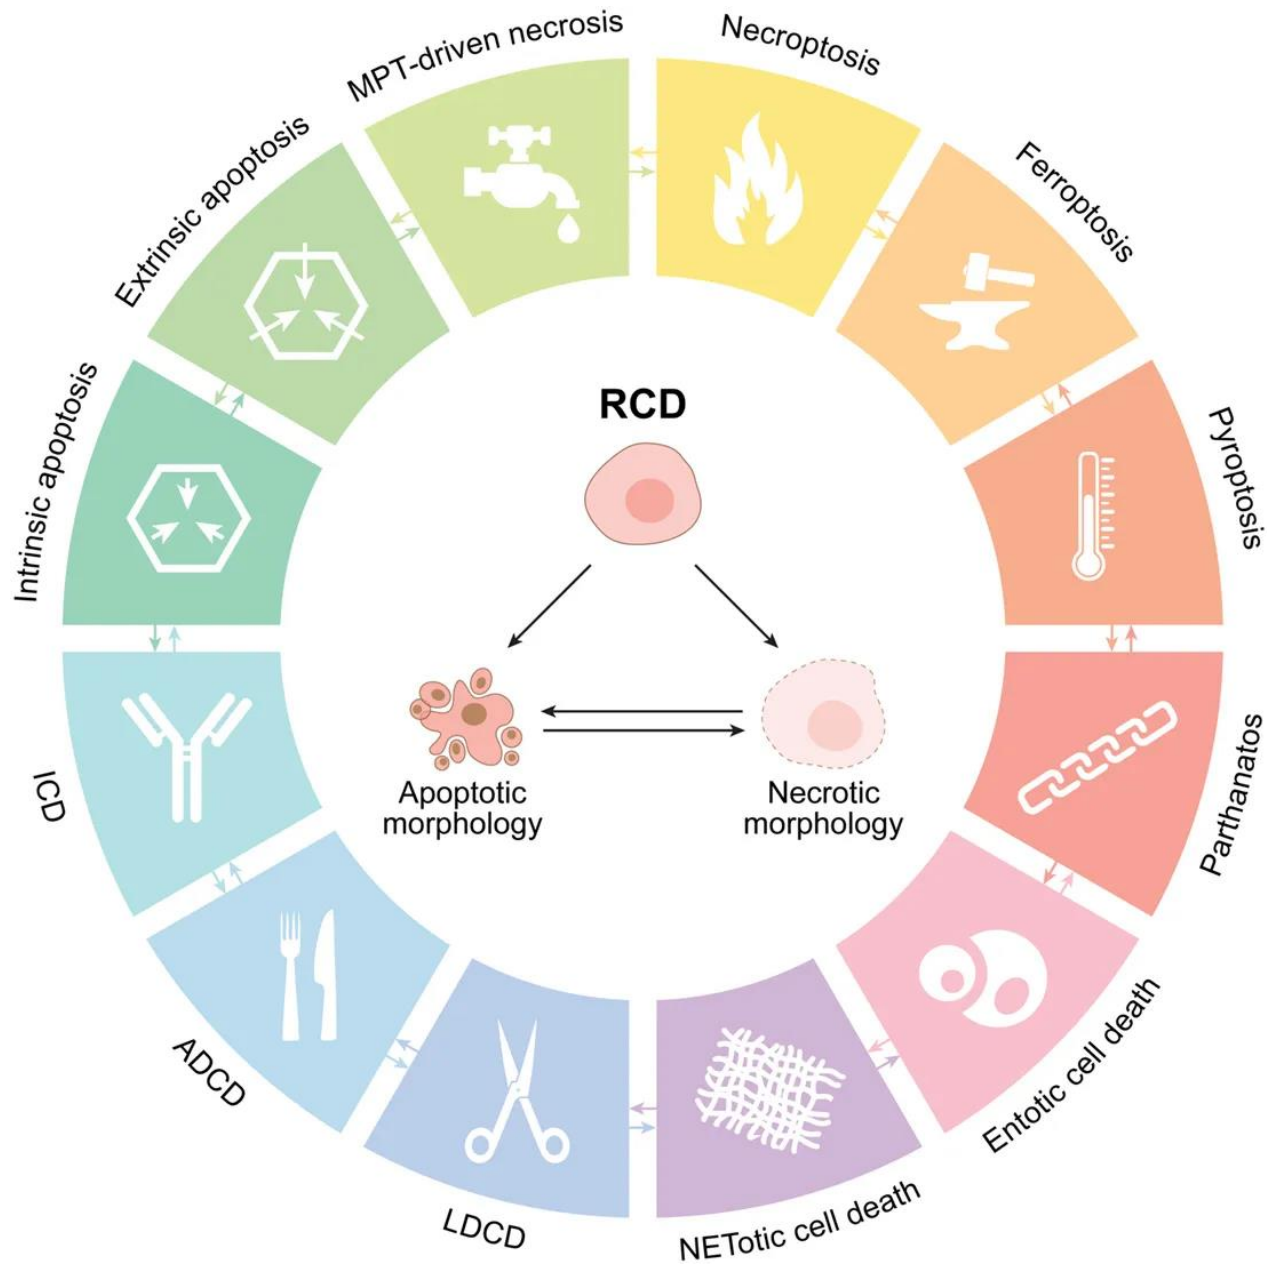 MPT-driven necrosis
Necroptosis
Extrinsic apoptosis
Ferroptosis
Intrinsic apoptosis
RCD
Pyroptosis
Apoptotic
morphology
Necrotic
morphology
ICD
Parthanatos
ADCD
Entotic cell death
LDCD
NETotic cell death